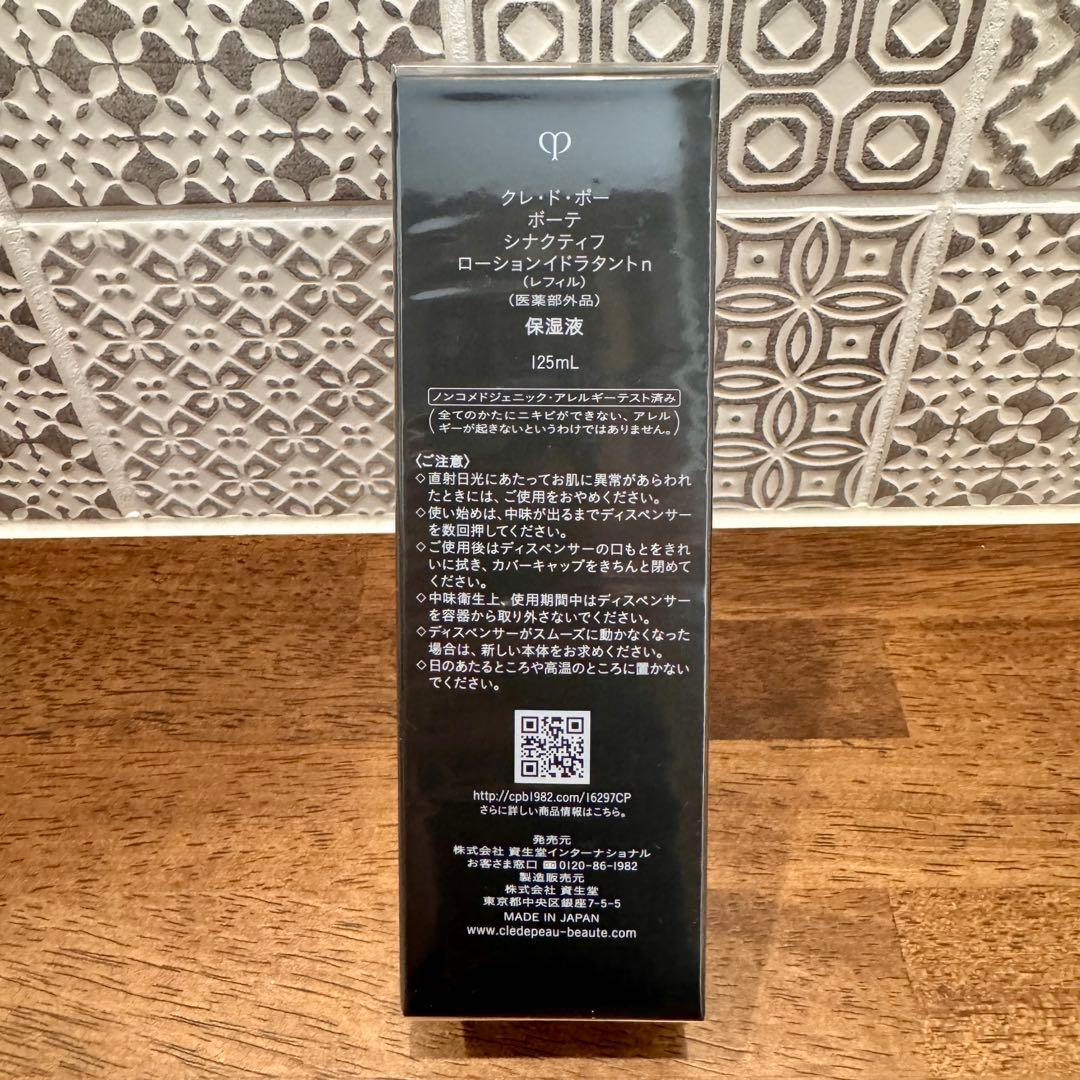 クレ・ド・ポー
ボーテ
シナクティフ
ローションイドラタントn
（レフィル）
（医薬部外品）
保湿液
125mL
ノンコメドジェニック・アレルギーテスト済み
（全てのかたにニキビができない、アレル
ギーが起きないというわけではありません。）
〈ご注意〉
◇直射日光にあたってお肌に異常があらわれ
たときには、ご使用をおやめください。
◇使い始めは、中味が出るまでディスペンサー
を数回押してください。
◇ご使用後はディスペンサーの口もとをきれ
いに拭き、カバーキャップをきちんと閉めて
ください。
◇中味衛生上、使用期間中はディスペンサー
を容器から取り外さないでください。
◇ディスペンサーがスムーズに動かなくなった
場合は、新しい本体をお求めください。
◇日のあたるところや高温のところに置かない
でください。
http://cpb1982.com/16297CP
さらに詳しい商品情報はこちら。
発売元
株式会社 資生堂インターナショナル
お客さま窓口 0120-86-1982
製造販売元
株式会社 資生堂
東京都中央区銀座7-5-5
MADE IN JAPAN
www.cledepeau-beaute.com